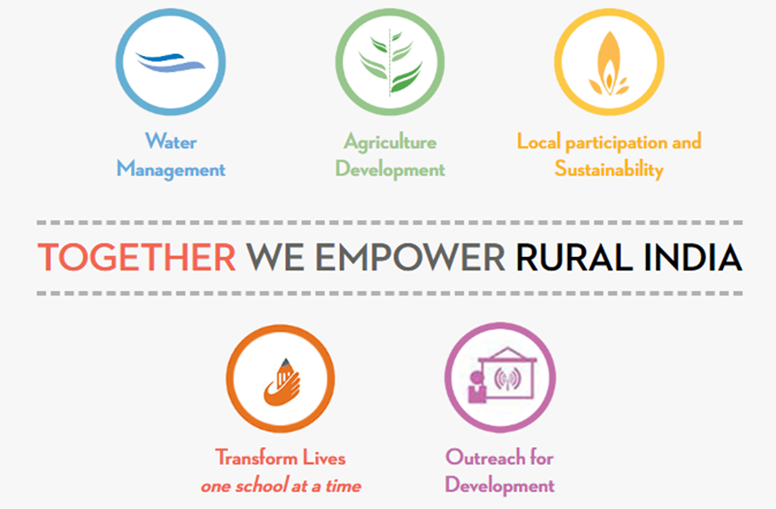 Water
Management
Agriculture
Development
Local participation and
Sustainability
TOGETHER WE EMPOWER RURAL INDIA
Transform Lives
one school at a time
Outreach for
Development